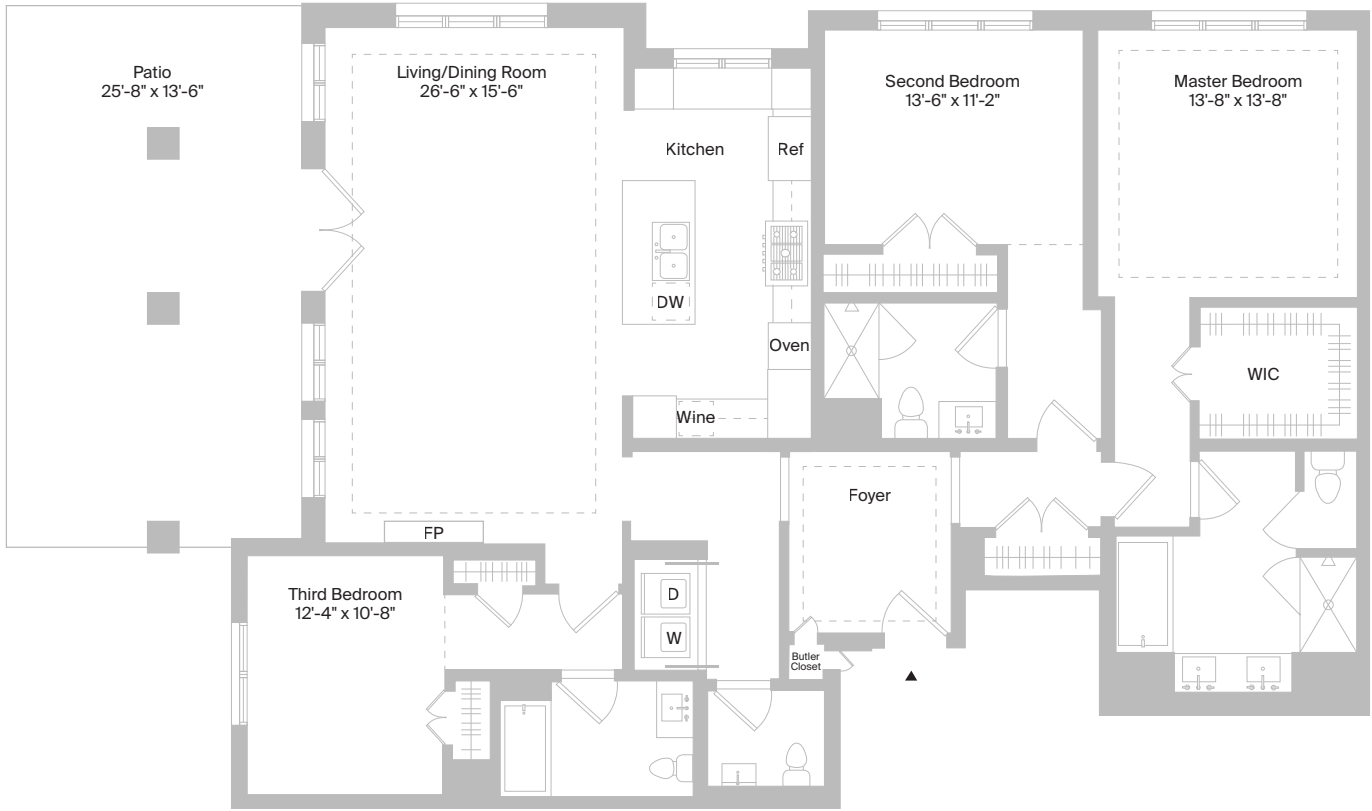 Patio
25'-8" x 13'-6"
Living/Dining Room
26'-6" x 15'-6"
Second Bedroom
13'-6" x 11'-2"
Master Bedroom
13'-8" x 13'-8"
Kitchen
Ref
DW
Oven
WIC
Wine
Foyer
FP
Third Bedroom
12'-4" x 10'-8"
D
W
Butler
Closet